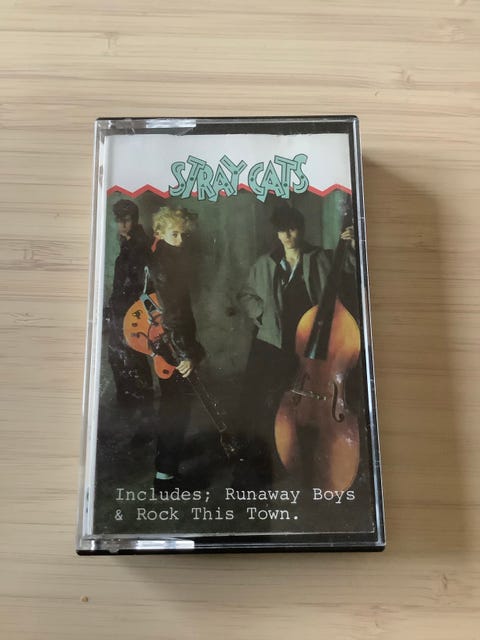 STRAY CATS
Includes; Runaway Boys
& Rock This Town.